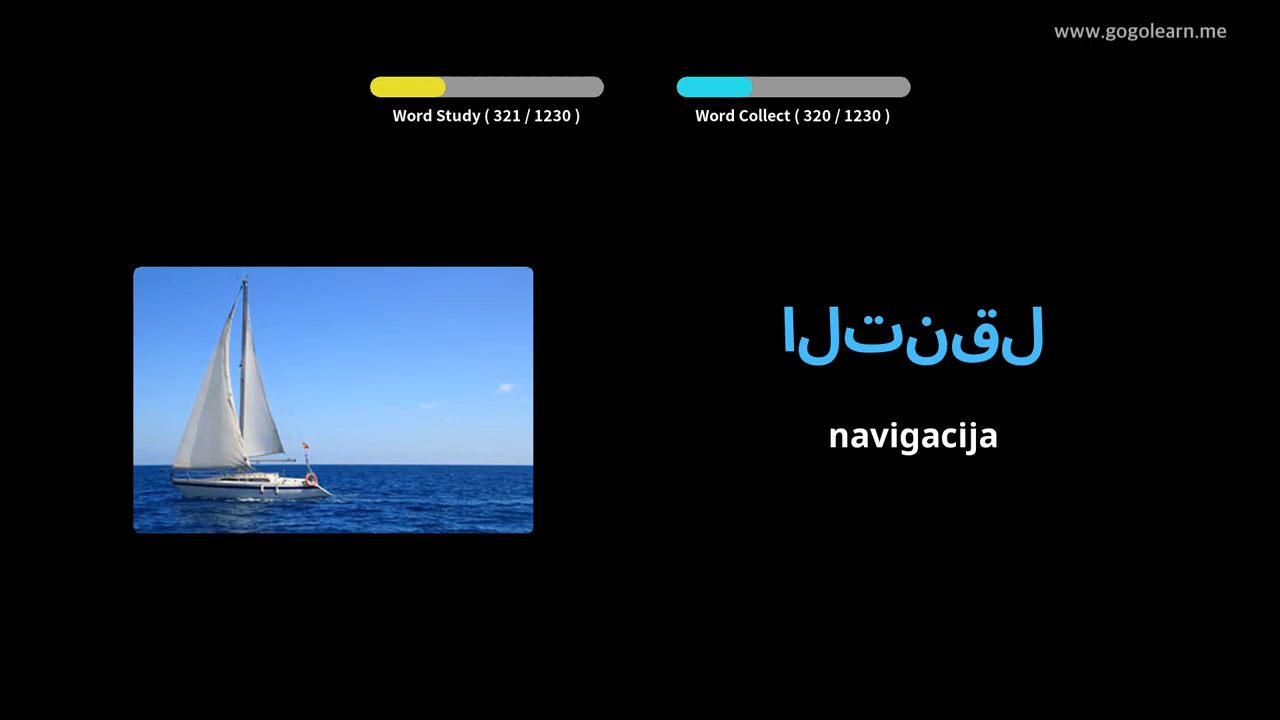 www.gogolearn.me
Word Study ( 321 / 1230 )
Word Collect ( 320 / 1230 )
التنقل
navigacija